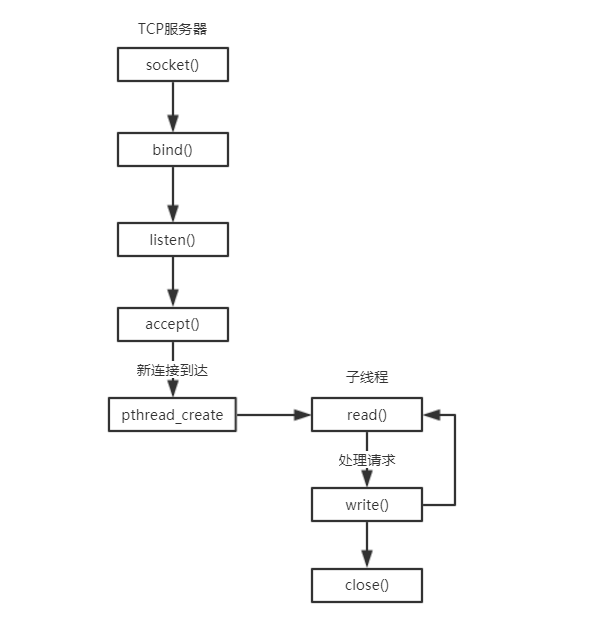 TCP服务器
socket()
bind()
listen()
accept()
新连接到达
子线程
pthread_create
read()
处理请求
write()
close()